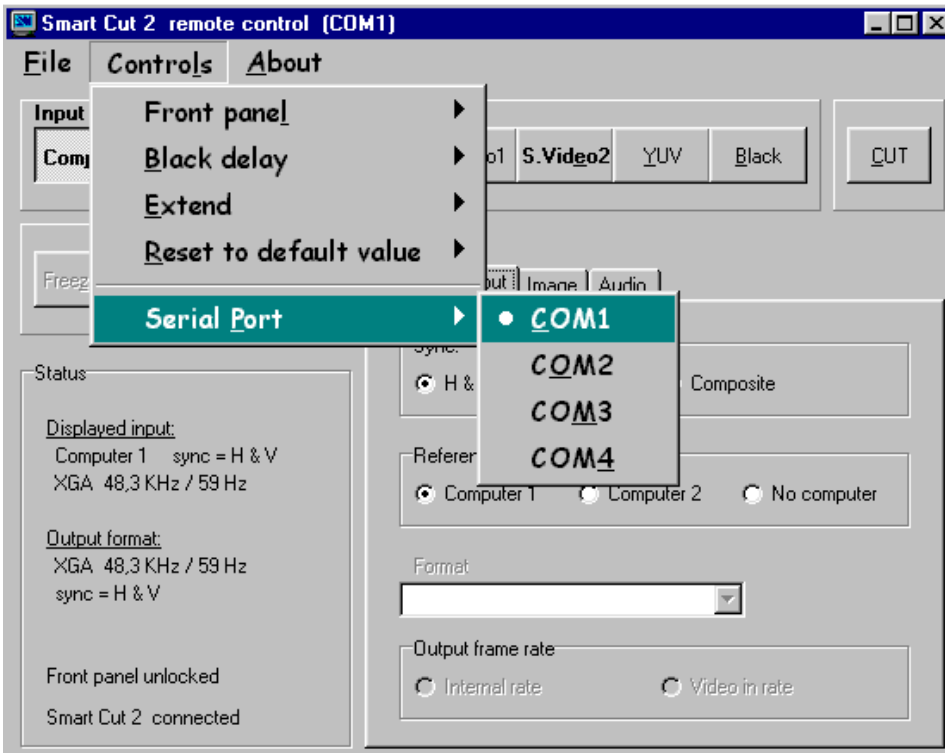 Smart Cut 2 remote control (COM1)
File Controls About
Input
S.Video2 YUV Black CUT
Front panel
Black delay
Extend
Reset to default value
Serial Port
COM1
COM2
COM3
COM4
Image Audio
H & Composite
Computer 1 Computer 2 No computer
Format
Output frame rate
Internal rate Video in rate
Status
Displayed input:
Computer 1 sync = H & V
XGA 48,3 KHz / 59 Hz
Output format:
XGA 48,3 KHz / 59 Hz
sync = H & V
Front panel unlocked
Smart Cut 2 connected